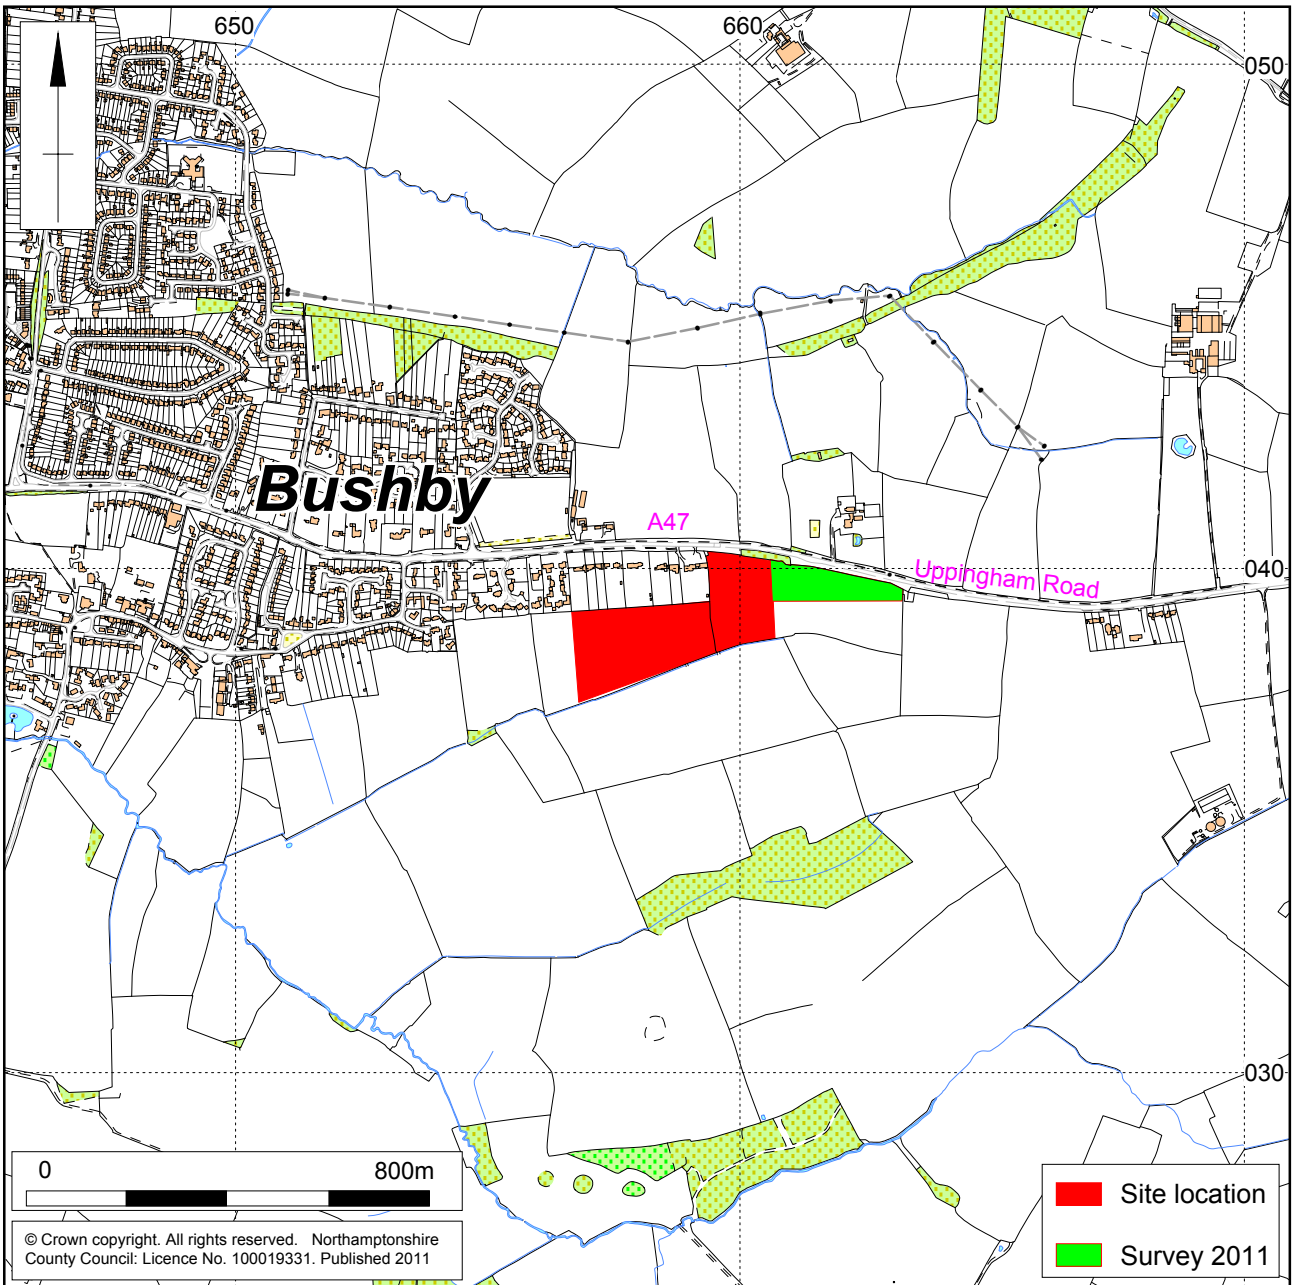 650
660
050
Bushby
A47
Uppingham Road
040
030
0
800m
© Crown copyright. All rights reserved. Northamptonshire
County Council: Licence No. 100019331. Published 2011
Site location
Survey 2011